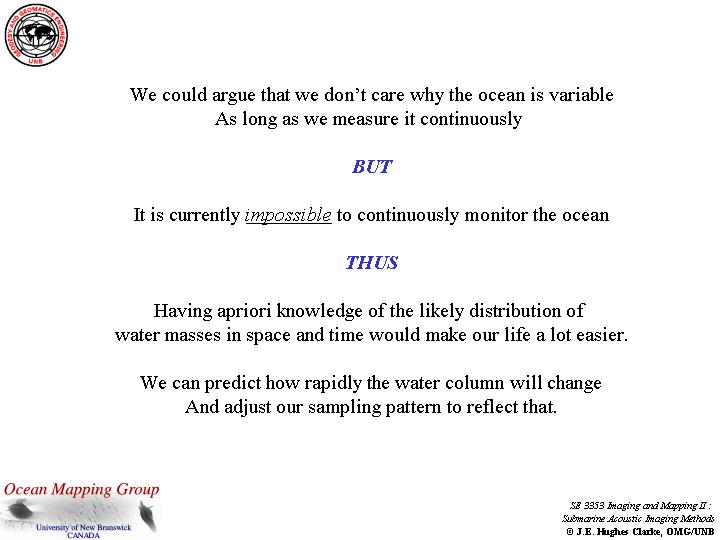 GEODESY AND GEOMATICS ENGINEERING
UNB
We could argue that we don't care why the ocean is variable
As long as we measure it continuously
BUT
It is currently impossible to continuously monitor the ocean
THUS
Having apriori knowledge of the likely distribution of
water masses in space and time would make our life a lot easier.
We can predict how rapidly the water column will change
And adjust our sampling pattern to reflect that.
Ocean Mapping Group
University of New Brunswick
CANADA
SE 3353 Imaging and Mapping II :
Submarine Acoustic Imaging Methods
© J.E. Hughes Clarke, OMG/UNB